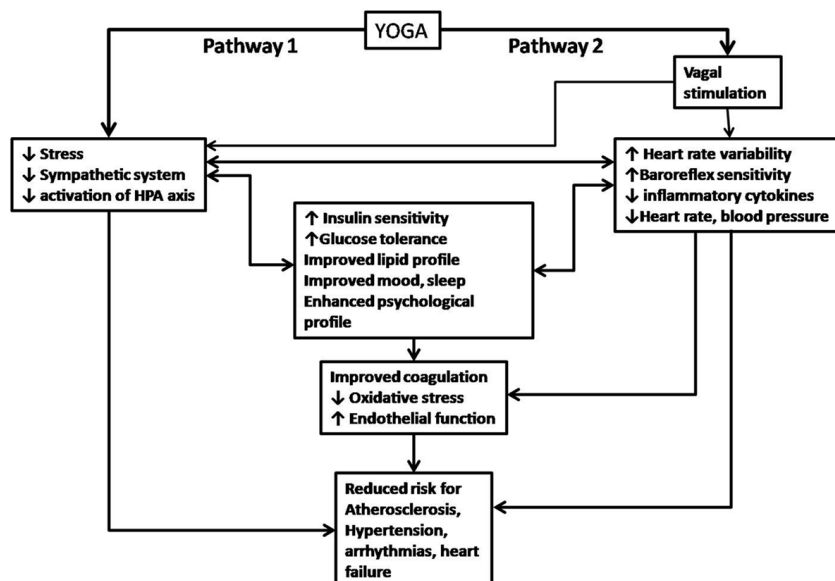 YOGA
Pathway 1
Pathway 2
Vagal
stimulation
↓ Stress
↓ Sympathetic system
↓ activation of HPA axis
↑ Heart rate variability
↑Baroreflex sensitivity
↓ inflammatory cytokines
↓Heart rate, blood pressure
↑ Insulin sensitivity
↑Glucose tolerance
Improved lipid profile
Improved mood, sleep
Enhanced psychological
profile
Improved coagulation
↓ Oxidative stress
↑ Endothelial function
Reduced risk for
Atherosclerosis,
Hypertension,
arrhythmias, heart
failure